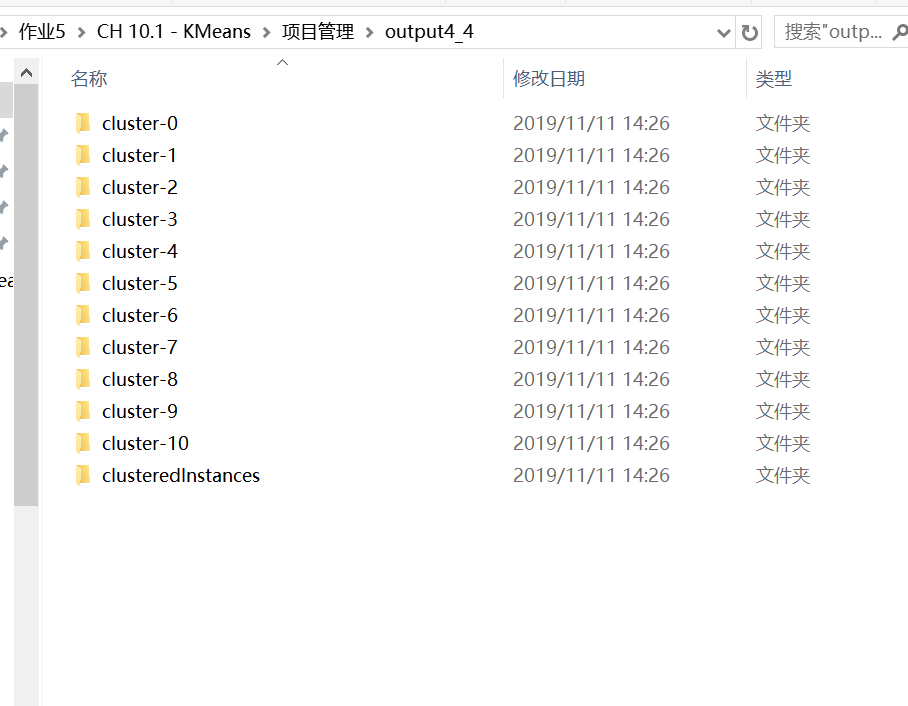 作业5 > CH 10.1 - KMeans > 项目管理 > output4_4 搜索"outp...
名称 修改日期 类型
cluster-0 2019/11/11 14:26 文件夹
cluster-1 2019/11/11 14:26 文件夹
cluster-2 2019/11/11 14:26 文件夹
cluster-3 2019/11/11 14:26 文件夹
cluster-4 2019/11/11 14:26 文件夹
ea
cluster-5 2019/11/11 14:26 文件夹
cluster-6 2019/11/11 14:26 文件夹
cluster-7 2019/11/11 14:26 文件夹
cluster-8 2019/11/11 14:26 文件夹
cluster-9 2019/11/11 14:26 文件夹
cluster-10 2019/11/11 14:26 文件夹
clusteredInstances 2019/11/11 14:26 文件夹